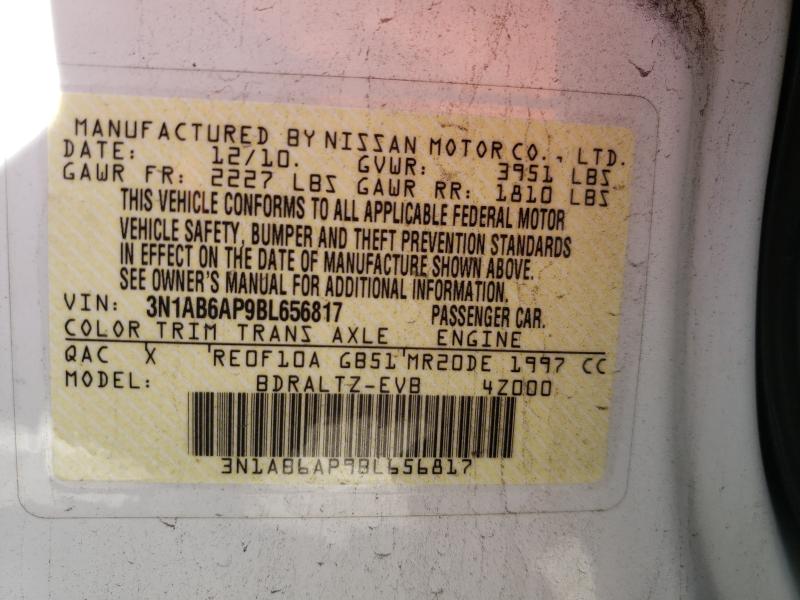 MANUFACTURED BY NISSAN MOTOR CO., LTD.
DATE: 12/10. GVWR: 3951 LBS
GAWR FR: 2227 LBS GAWR RR: 1810 LBS
THIS VEHICLE CONFORMS TO ALL APPLICABLE FEDERAL MOTOR
VEHICLE SAFETY, BUMPER AND THEFT PREVENTION STANDARDS
IN EFFECT ON THE DATE OF MANUFACTURE SHOWN ABOVE.
SEE OWNER'S MANUAL FOR ADDITIONAL INFORMATION.
VIN: 3N1AB6AP9BL656817 PASSENGER CAR.
COLOR TRIM TRANS AXLE ENGINE
QAC X RE0F10A GB51 MR20DE 1997 CC
MODEL: BDRALTZ-EVB 4Z000
3N1AB6AP9BL656817